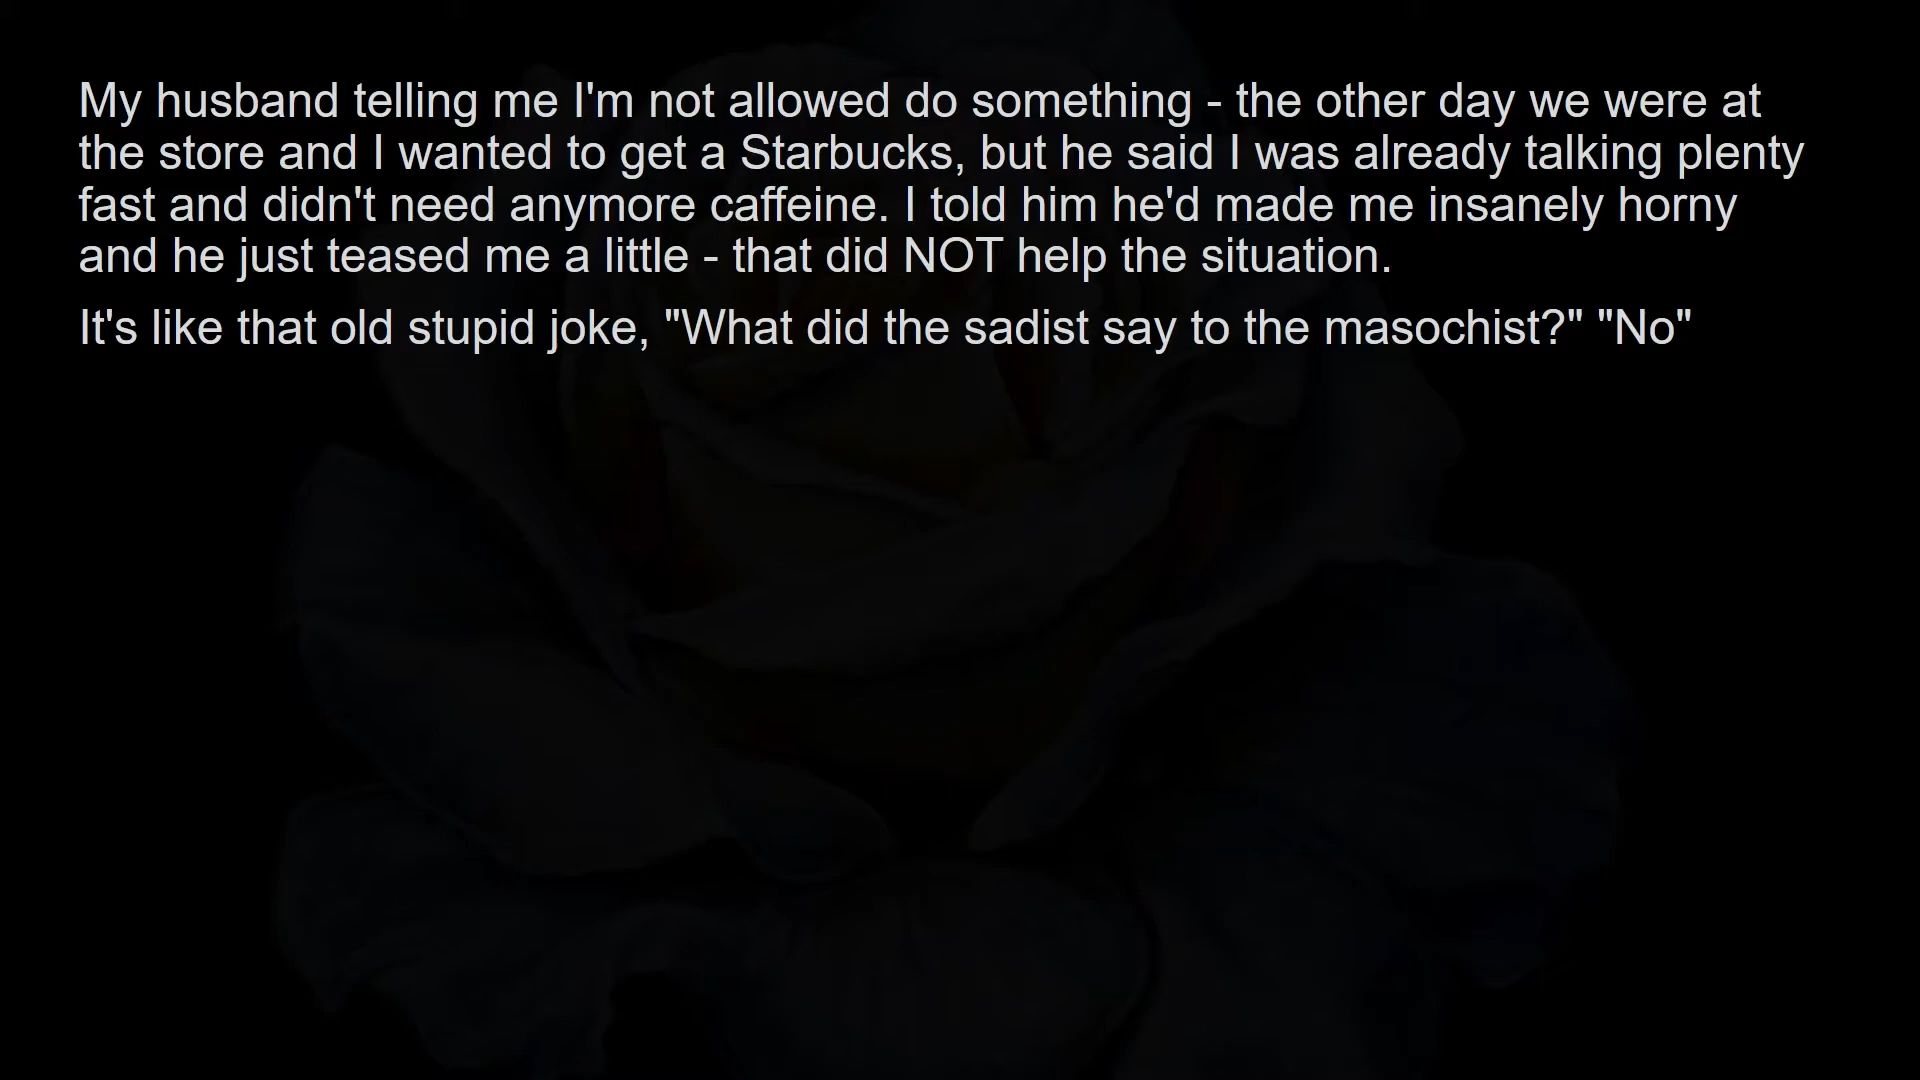 My husband telling me I'm not allowed do something - the other day we were at
the store and I wanted to get a Starbucks, but he said I was already talking plenty
fast and didn't need anymore caffeine. I told him he'd made me insanely horny
and he just teased me a little - that did NOT help the situation.
It's like that old stupid joke, "What did the sadist say to the masochist?" "No"